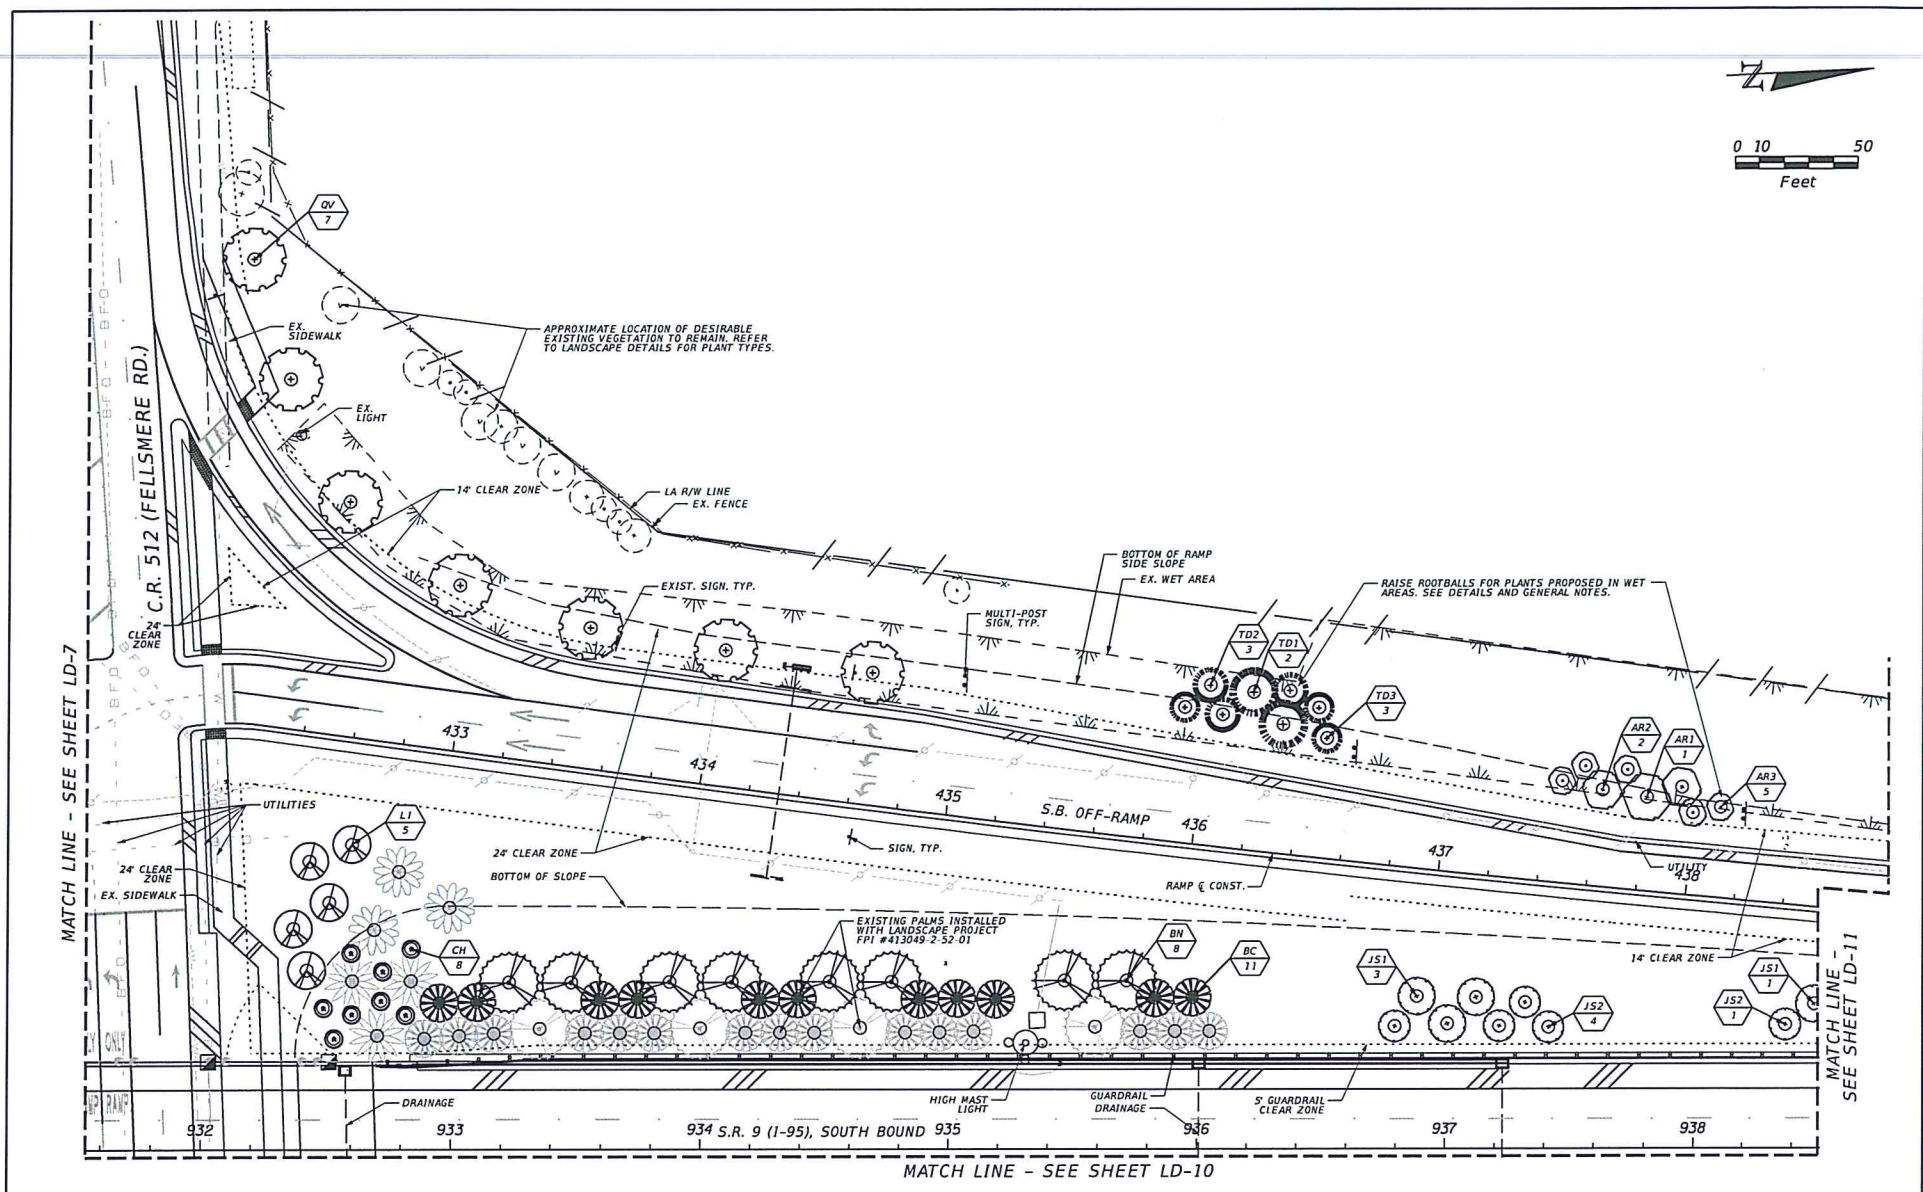 N
0 10 50
Feet
QV
7
EX.
SIDEWALK
APPROXIMATE LOCATION OF DESIRABLE
EXISTING VEGETATION TO REMAIN. REFER
TO LANDSCAPE DETAILS FOR PLANT TYPES.
C.R. 512 (FELLSMERE RD.)
EX.
LIGHT
14' CLEAR ZONE
LA R/W LINE
EX. FENCE
BOTTOM OF RAMP
SIDE SLOPE
EX. WET AREA
EXIST. SIGN, TYP.
RAISE ROOTBALLS FOR PLANTS PROPOSED IN WET
AREAS. SEE DETAILS AND GENERAL NOTES.
MULTI-POST
SIGN, TYP.
24'
CLEAR
ZONE
TD2
3
TD1
2
TD3
3
MATCH LINE - SEE SHEET LD-7
AR2
2
AR1
1
AR3
5
433
434
435
436
437
438
S.B. OFF-RAMP
UTILITIES
LI
5
24' CLEAR ZONE
SIGN, TYP.
24' CLEAR
ZONE
BOTTOM OF SLOPE
UTILITY
RAMP ℄ CONST.
EX. SIDEWALK
EXISTING PALMS INSTALLED
WITH LANDSCAPE PROJECT
FPI #413049-2-52-01
CH
8
BN
8
BC
11
JS1
3
JS2
4
14' CLEAR ZONE
JS1
1
JS2
1
MATCH LINE -
SEE SHEET LD-11
ONLY
RAMP
DRAINAGE
HIGH MAST
LIGHT
GUARDRAIL
DRAINAGE
5' GUARDRAIL
CLEAR ZONE
932
933
934
S.R. 9 (I-95), SOUTH BOUND
935
936
937
938
MATCH LINE - SEE SHEET LD-10